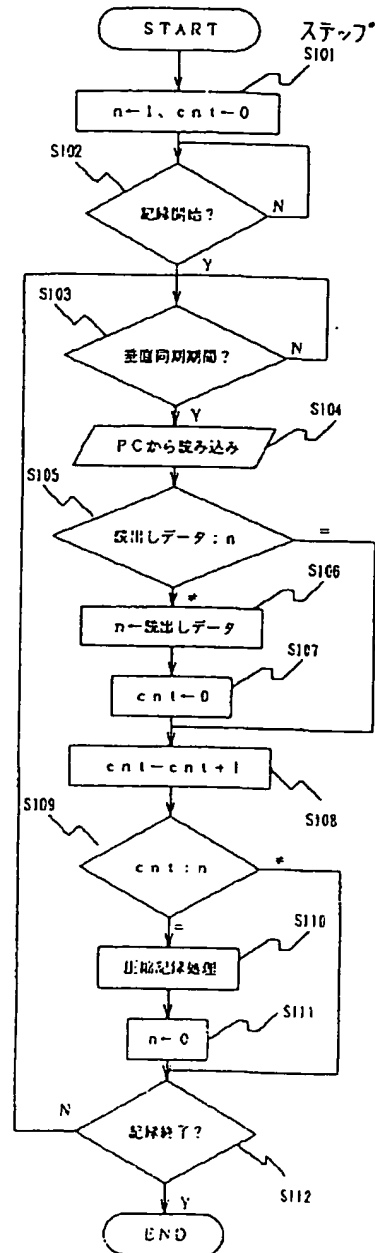 START
ステップ
S101
n←1、cnt←0
S102
記録開始?
N
Y
S103
垂直同期期間?
N
Y
S104
PCから読み込み
S105
読出しデータ:n
=
≠
S106
n←読出しデータ
S107
cnt←0
cnt←cnt+1
S108
S109
cnt:n
≠
=
S110
圧縮記録処理
S111
n←0
N
記録終了?
S112
Y
END